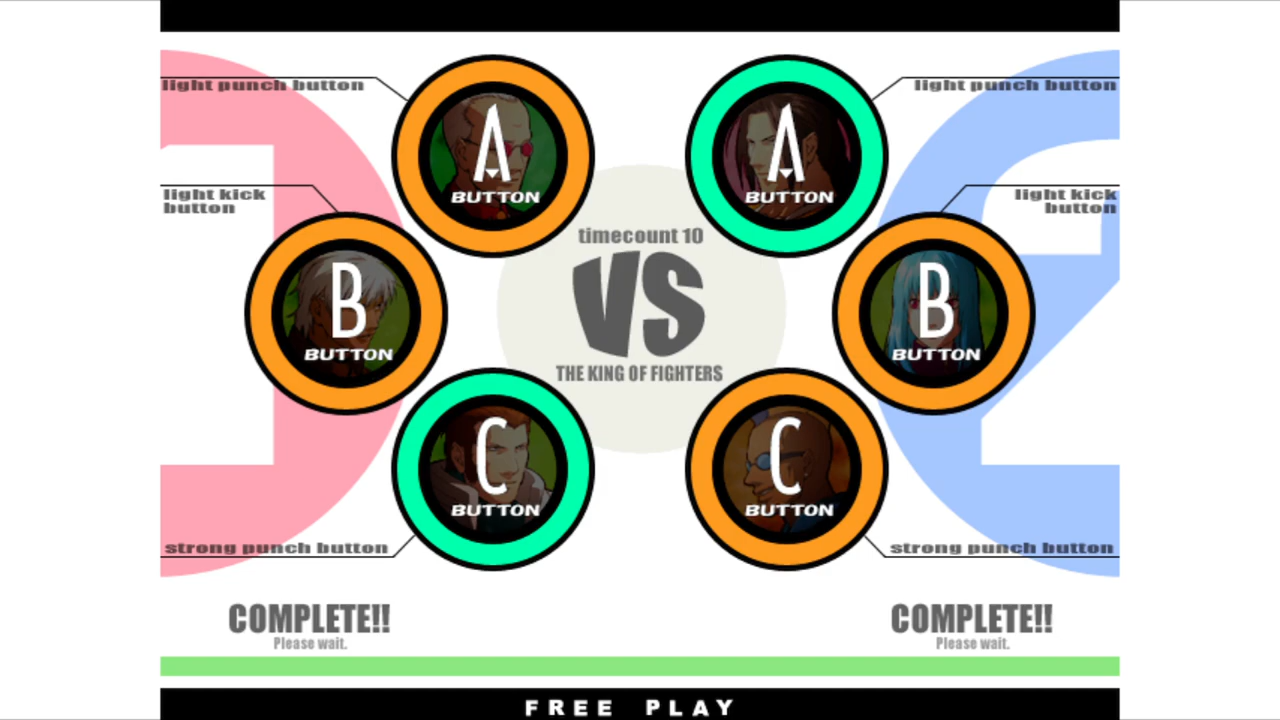 light punch button
light punch button
A
BUTTON
A
BUTTON
light kick
button
light kick
button
timecount 10
VS
THE KING OF FIGHTERS
B
BUTTON
B
BUTTON
C
BUTTON
C
BUTTON
strong punch button
strong punch button
COMPLETE!!
Please wait.
COMPLETE!!
Please wait.
FREE PLAY
1
2